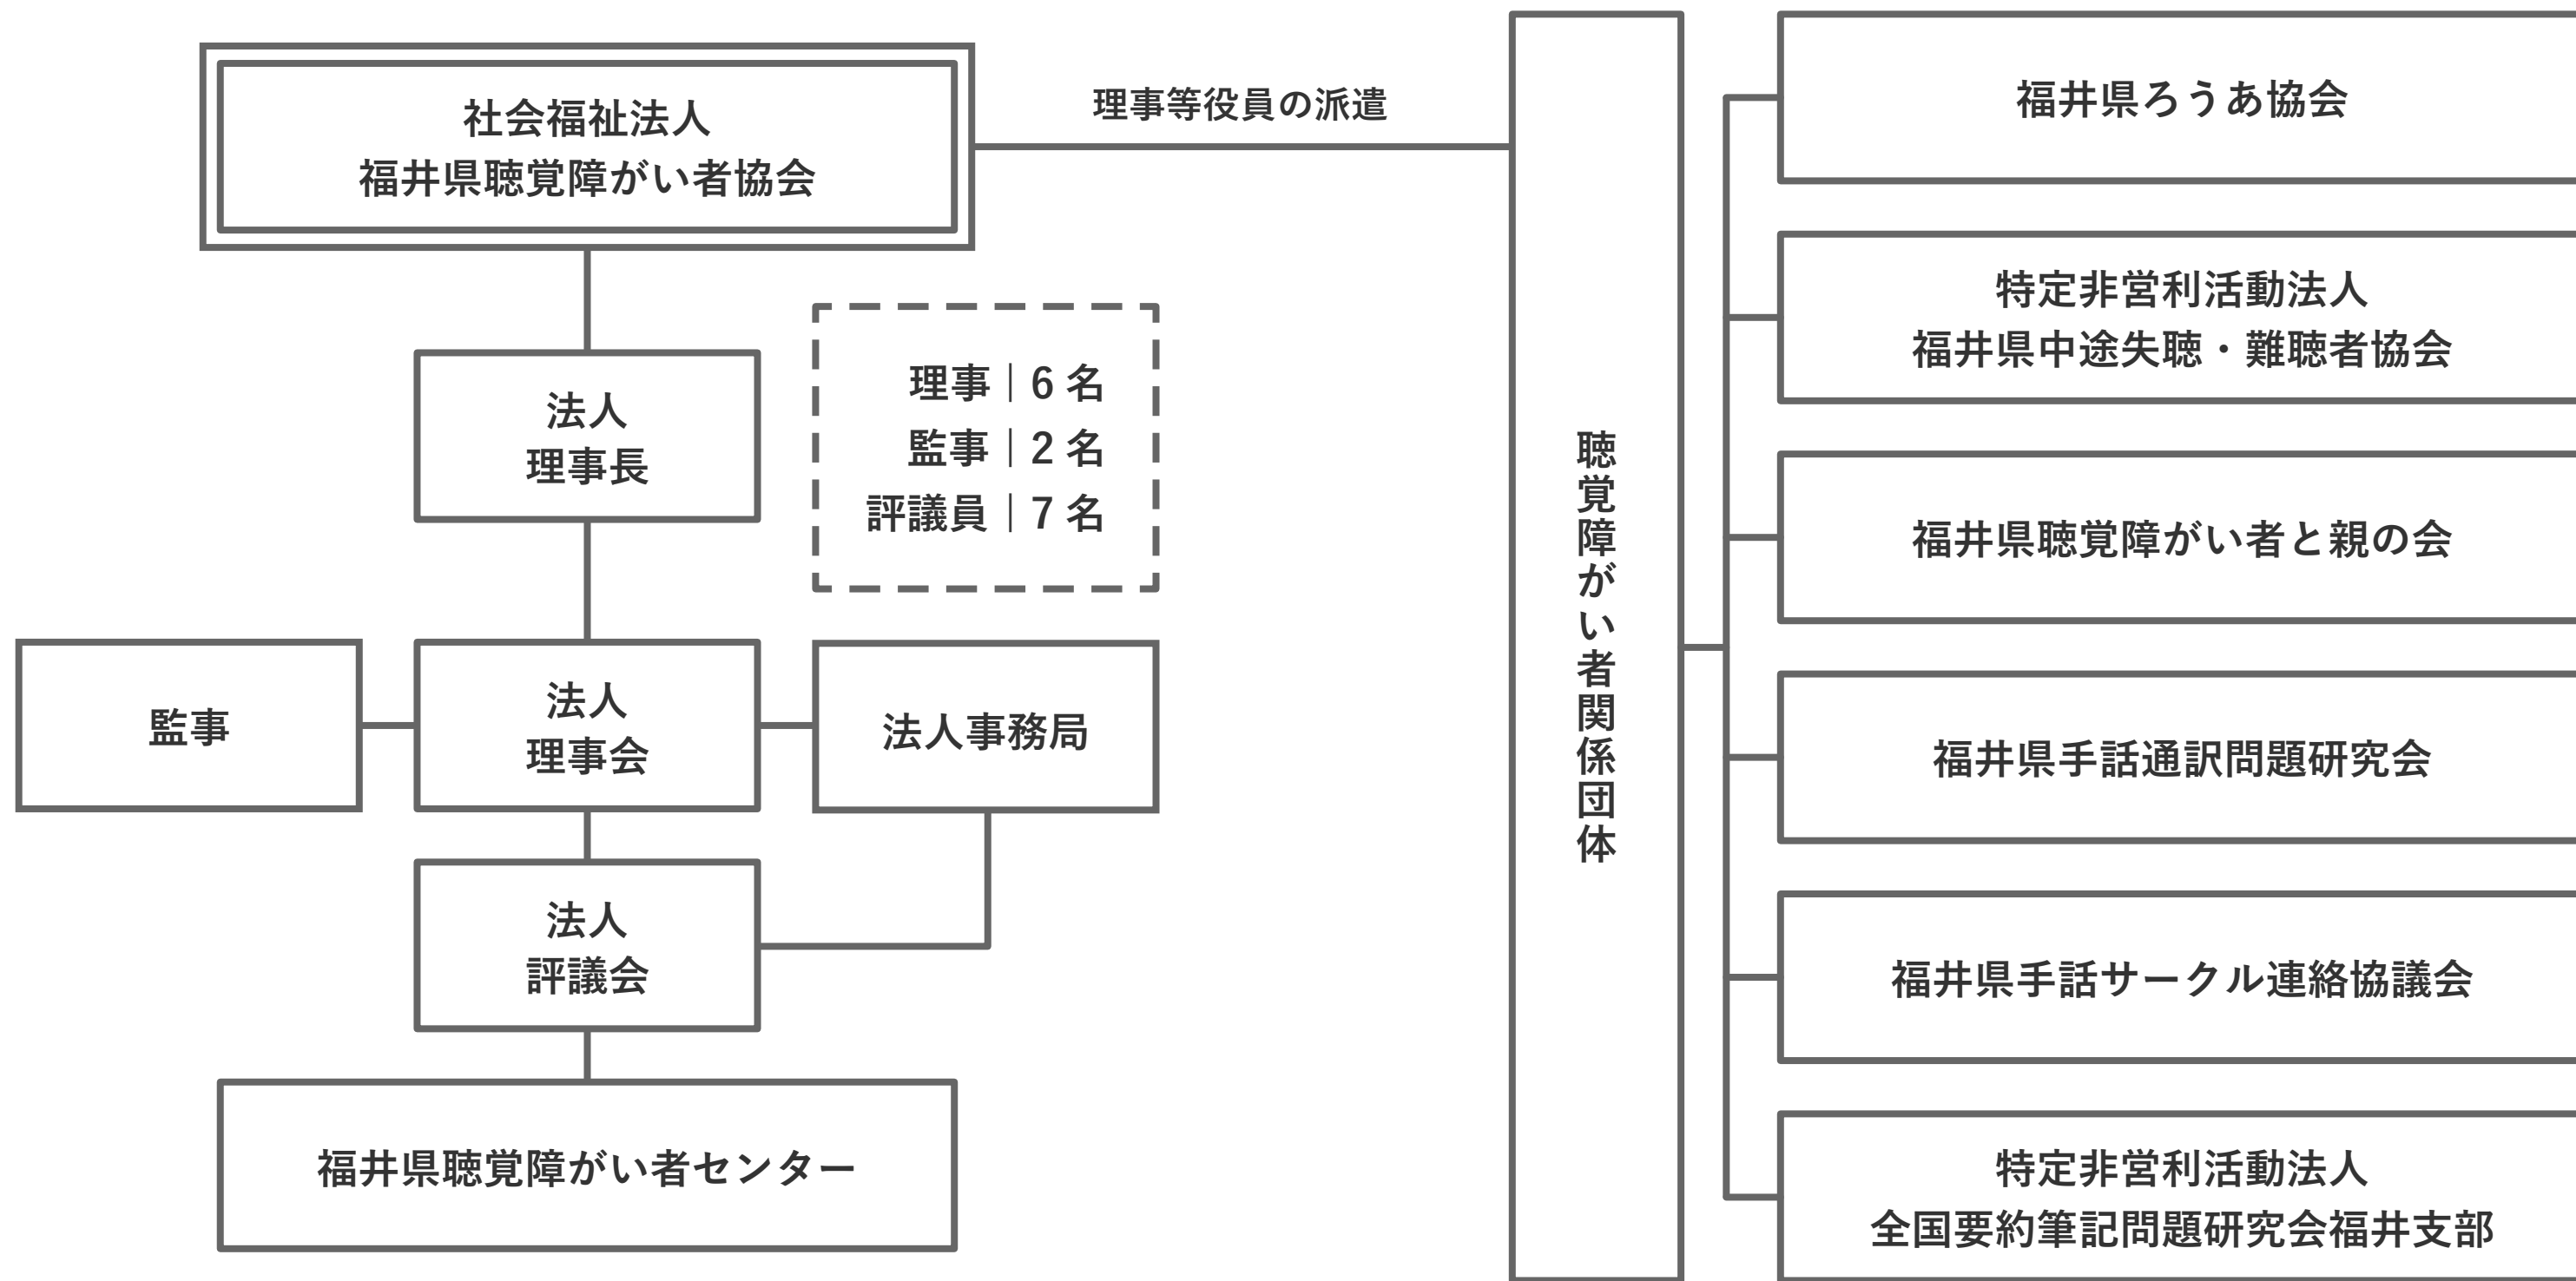 社会福祉法人
福井県聴覚障がい者協会
理事等役員の派遣
法人
理事長
理事｜6 名
監事｜2 名
評議員｜7 名
監事
法人
理事会
法人事務局
法人
評議会
福井県聴覚障がい者センター
聴覚障がい者関係団体
福井県ろうあ協会
特定非営利活動法人
福井県中途失聴・難聴者協会
福井県聴覚障がい者と親の会
福井県手話通訳問題研究会
福井県手話サークル連絡協議会
特定非営利活動法人
全国要約筆記問題研究会福井支部